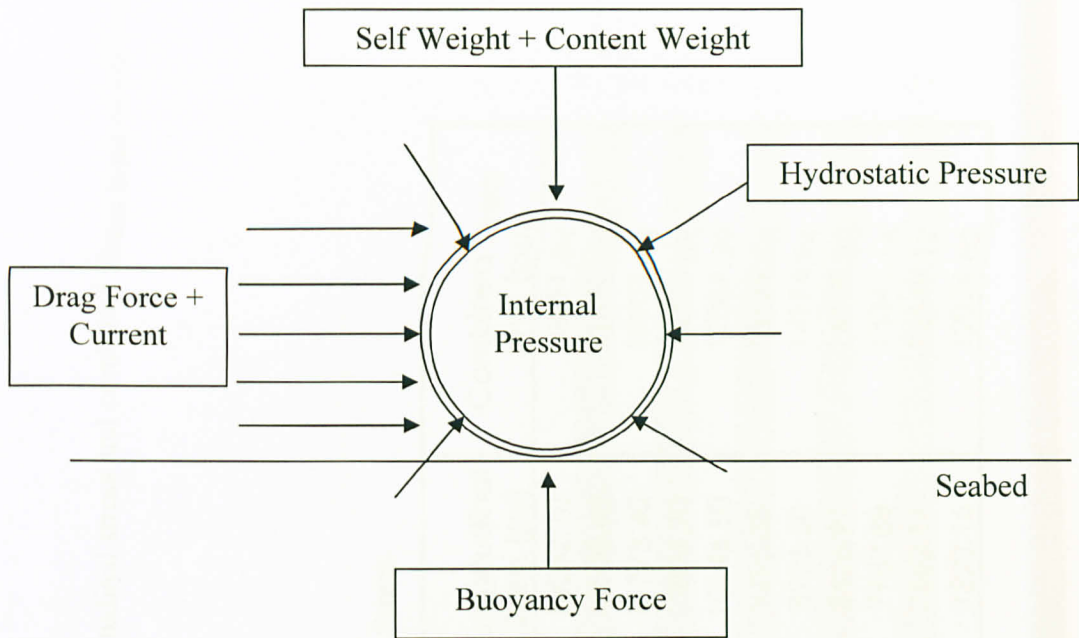 Self Weight + Content Weight
Hydrostatic Pressure
Drag Force +
Current
Internal
Pressure
Seabed
Buoyancy Force